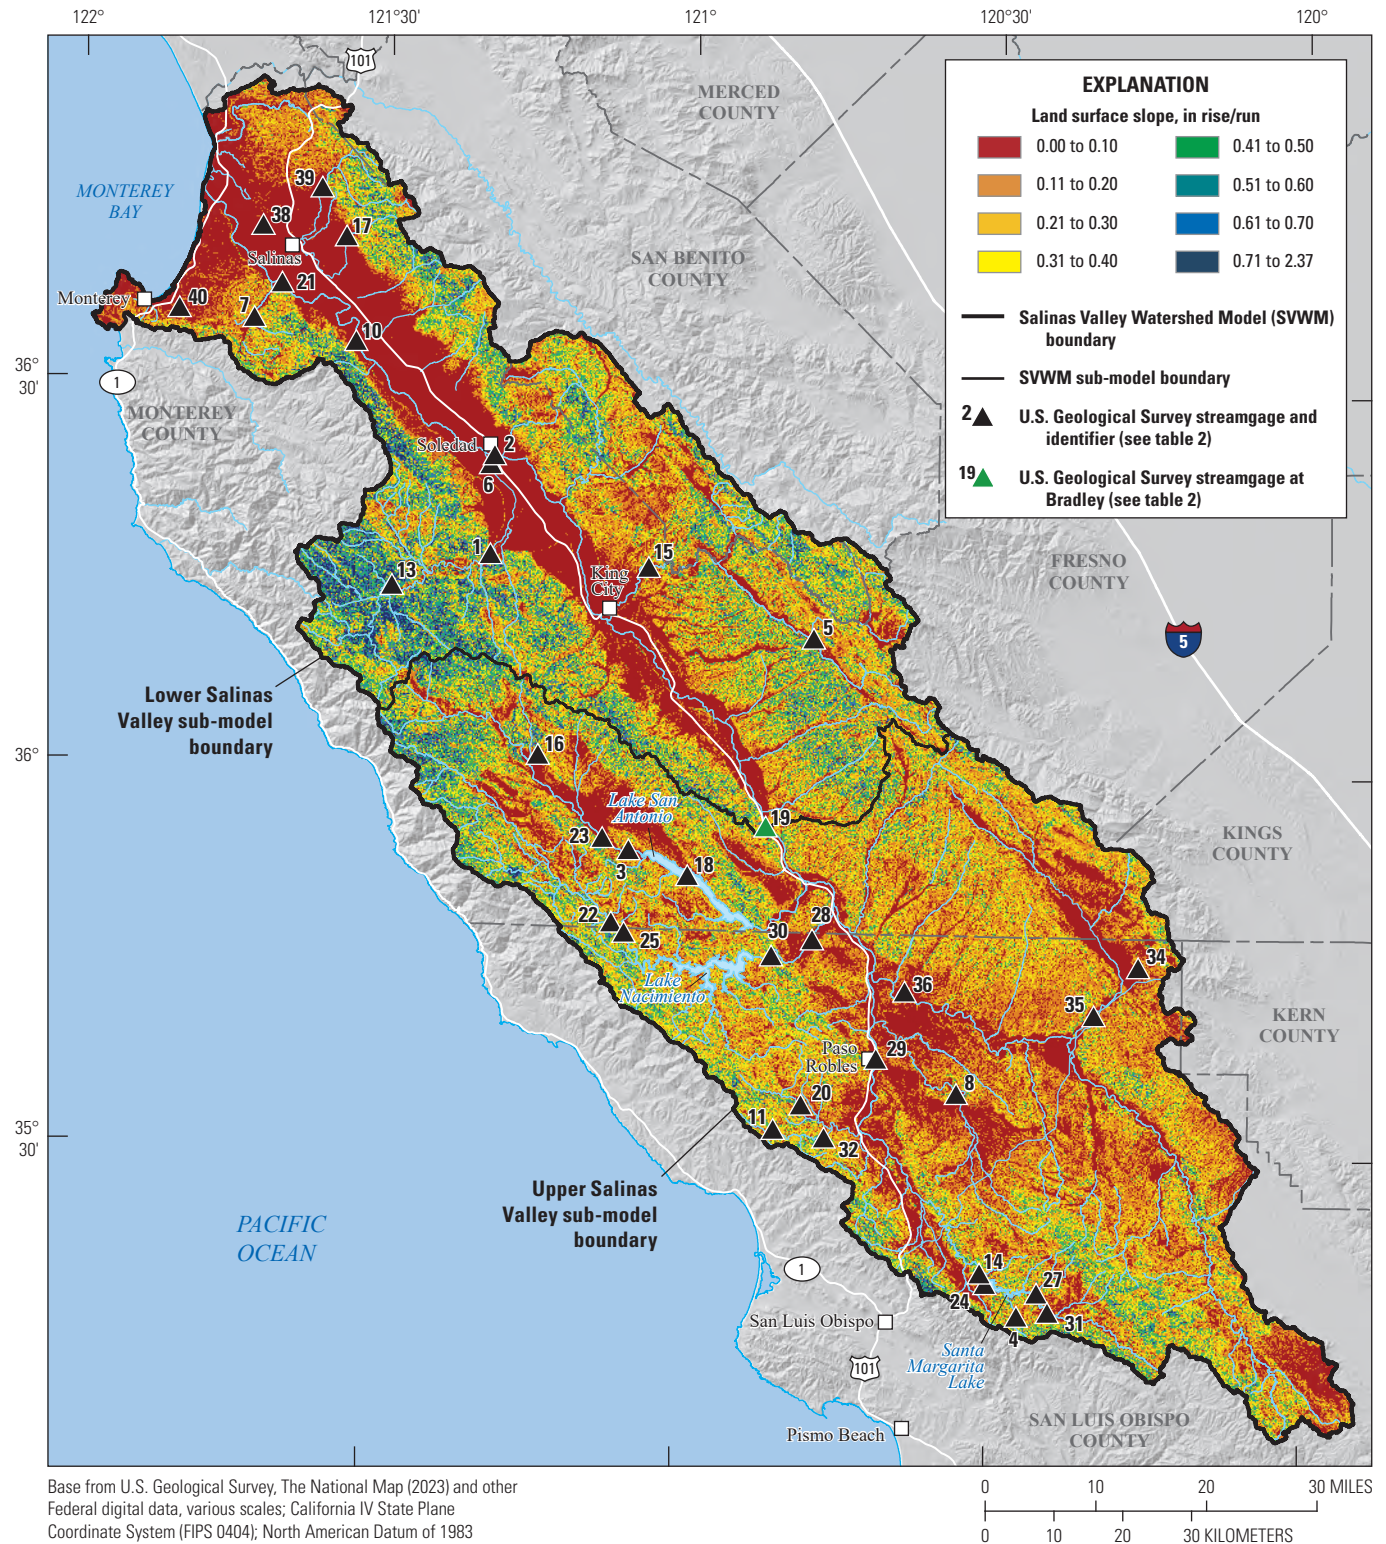 122°
121°30'
121°
120°30'
120°
101
EXPLANATION
Land surface slope, in rise/run
0.00 to 0.10
0.41 to 0.50
0.11 to 0.20
0.51 to 0.60
0.21 to 0.30
0.61 to 0.70
0.31 to 0.40
0.71 to 2.37
Salinas Valley Watershed Model (SVWM)
boundary
SVWM sub-model boundary
2
U.S. Geological Survey streamgage and
identifier (see table 2)
19
U.S. Geological Survey streamgage at
Bradley (see table 2)
MERCED
COUNTY
MONTEREY
BAY
39
38
17
Salinas
SAN BENITO
COUNTY
21
Monterey
40
7
10
36°
30'
1
MONTEREY
COUNTY
Soledad
2
6
1
13
15
King
City
FRESNO
COUNTY
5
5
Lower Salinas
Valley sub-model
boundary
36°
16
Lake San
Antonio
19
23
3
18
KINGS
COUNTY
22
25
28
30
Lake
Nacimiento
34
36
35
KERN
COUNTY
Paso
Robles
29
8
20
11
32
35°
30'
Upper Salinas
Valley sub-model
boundary
PACIFIC
OCEAN
1
14
24
27
4
31
San Luis Obispo
Santa
Margarita
Lake
101
SAN LUIS OBISPO
COUNTY
Pismo Beach
Base from U.S. Geological Survey, The National Map (2023) and other
Federal digital data, various scales; California IV State Plane
Coordinate System (FIPS 0404); North American Datum of 1983
0
10
20
30 MILES
0
10
20
30 KILOMETERS